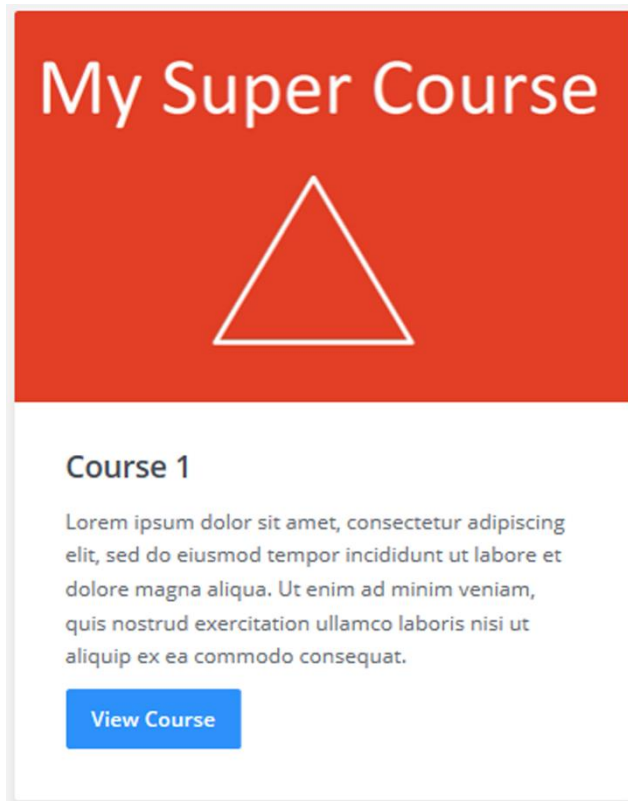 My Super Course
Course 1
Lorem ipsum dolor sit amet, consectetur adipiscing
elit, sed do eiusmod tempor incididunt ut labore et
dolore magna aliqua. Ut enim ad minim veniam,
quis nostrud exercitation ullamco laboris nisi ut
aliquip ex ea commodo consequat.
View Course